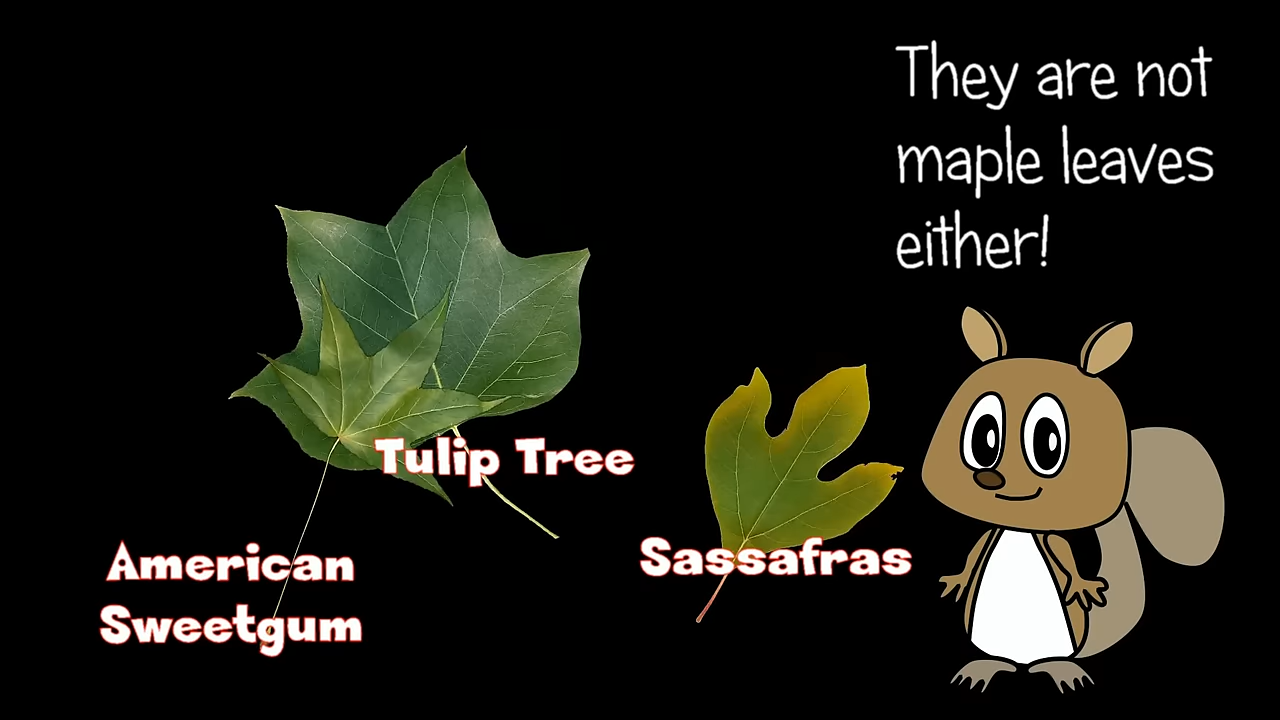 They are not
maple leaves
either!
Tulip Tree
American
Sweetgum
Sassafras